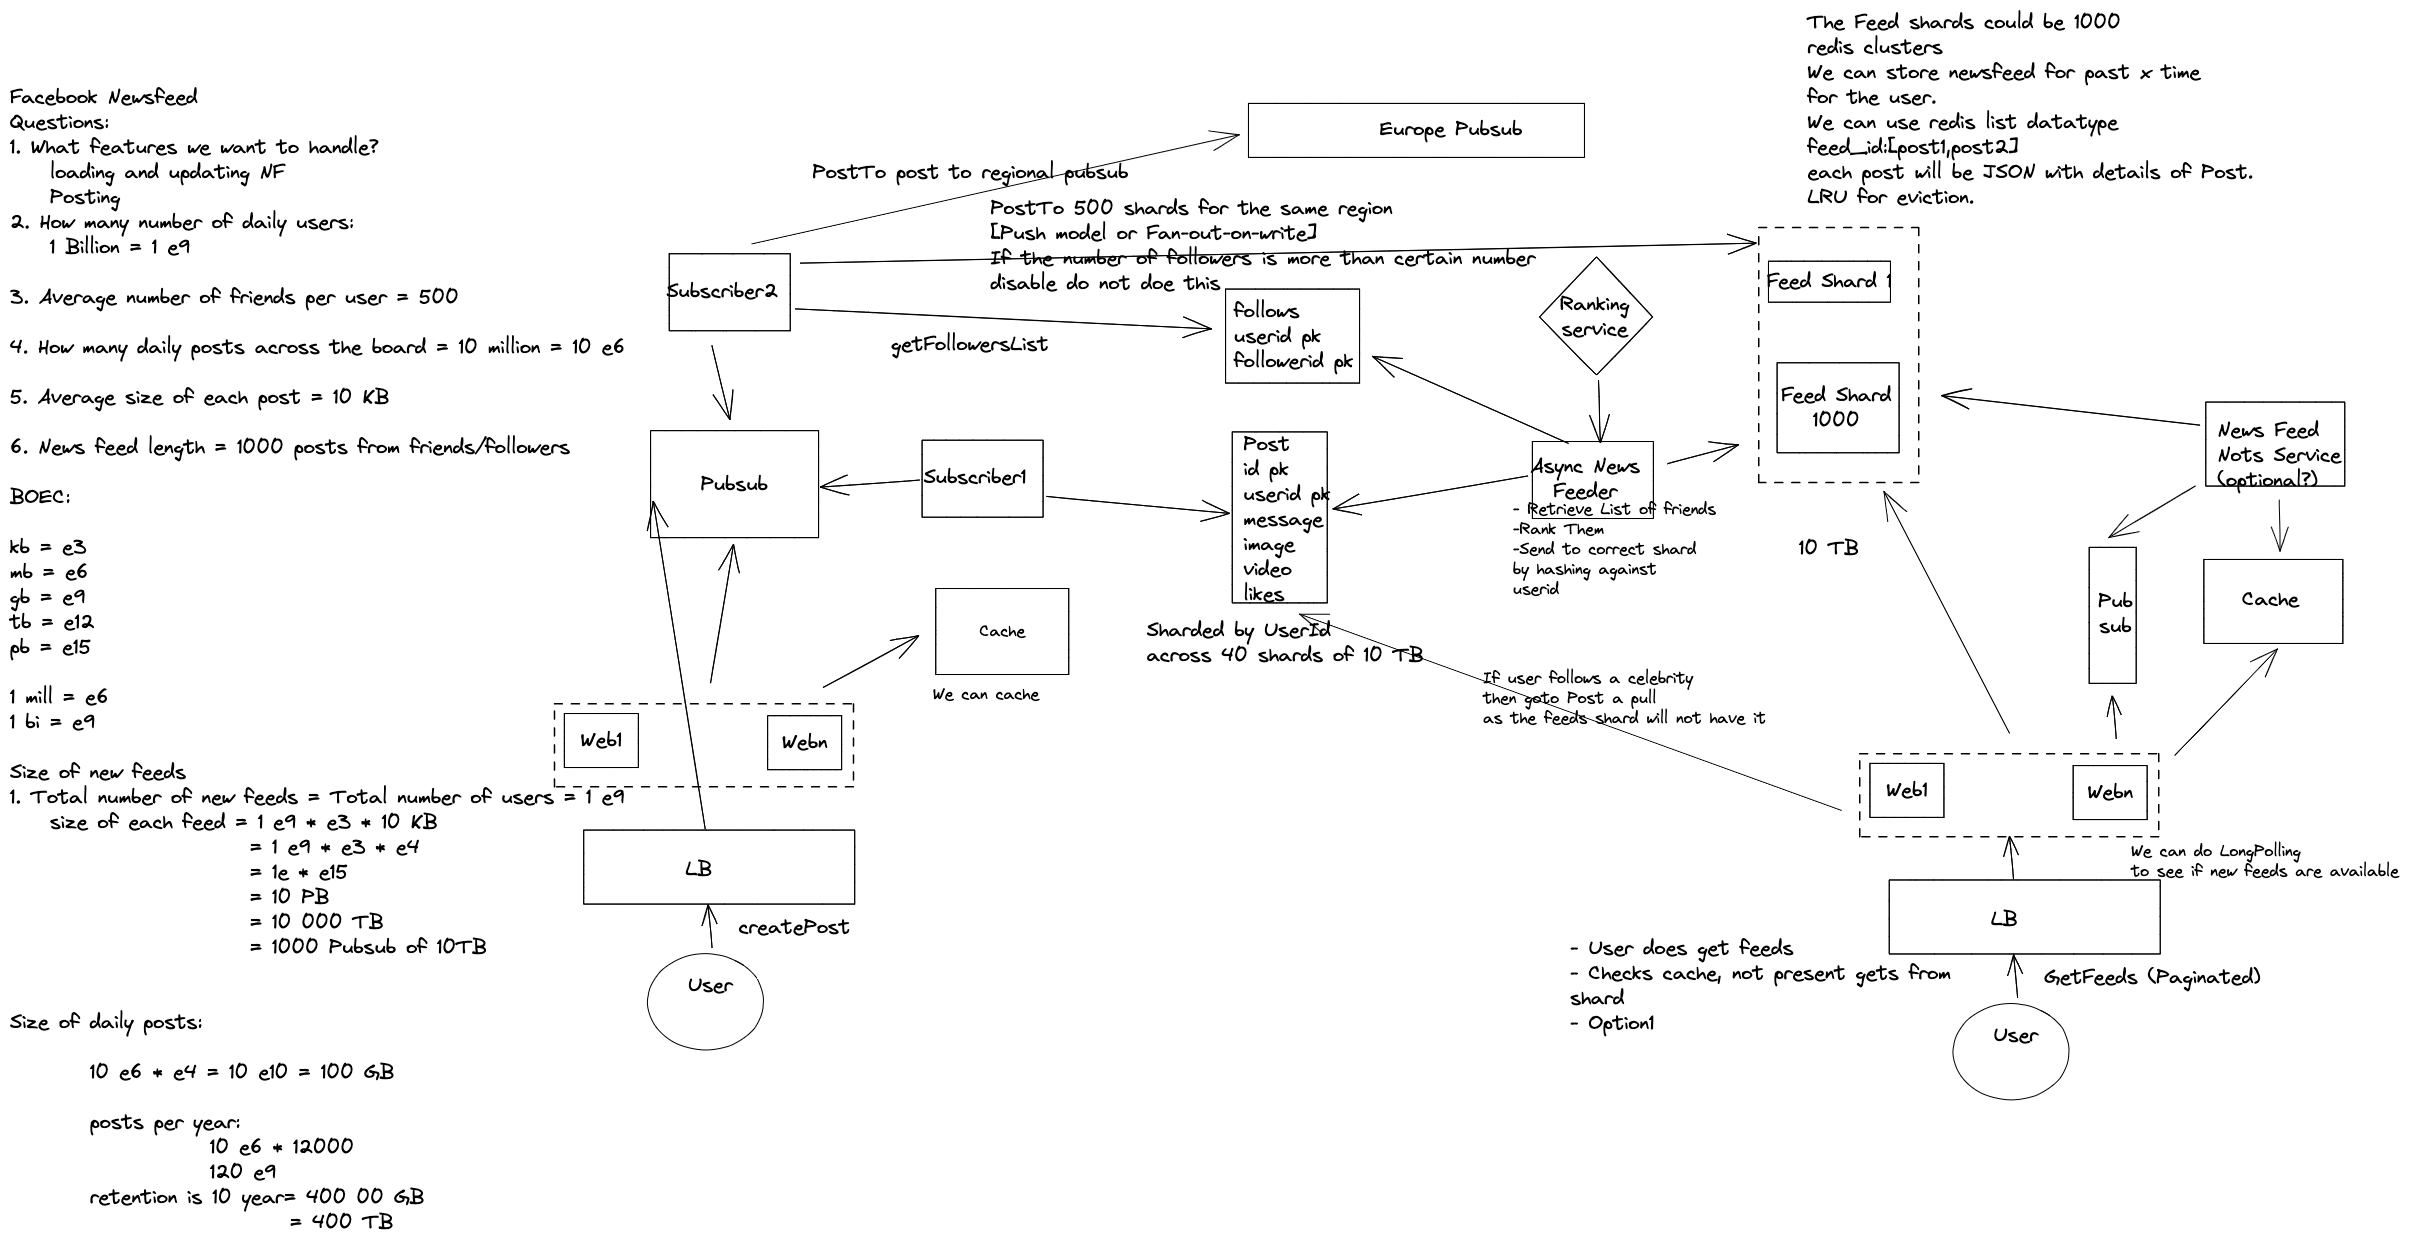 Facebook Newsfeed
Questions:
1. What features we want to handle?
loading and updating NF
Posting
2. How many number of daily users:
1 Billion = 1 e9
3. Average number of friends per user = 500
4. How many daily posts across the board = 10 million = 10 e6
5. Average size of each post = 10 KB
6. News feed length = 1000 posts from friends/followers
BOEC:
kb = e3
mb = e6
gb = e9
tb = e12
pb = e15
1 mill = e6
1 bi = e9
Size of new feeds
1. Total number of new feeds = Total number of users = 1 e9
size of each feed = 1 e9 * e3 * 10 KB
= 1 e9 * e3 * e4
= 1e * e15
= 10 PB
= 10 000 TB
= 1000 Pubsub of 10TB
Size of daily posts:
10 e6 * e4 = 10 e10 = 100 GB
posts per year:
10 e6 * 12000
120 e9
retention is 10 year= 400 00 GB
= 400 TB
Europe Pubsub
PostTo post to regional pubsub
PostTo 500 shards for the same region
[Push model or Fan-out-on-write]
If the number of followers is more than certain number
disable do not doe this
Subscriber2
getFollowersList
follows
userid pk
followerid pk
Ranking
service
Pubsub
Subscriber1
Post
id pk
userid pk
message
image
video
likes
Sharded by UserId
across 40 shards of 10 TB
Async News
Feeder
- Retrieve List of friends
-Rank Them
-Send to correct shard
by hashing against
userid
Cache
We can cache
Web1
Webn
LB
createPost
User
The Feed shards could be 1000
redis clusters
We can store newsfeed for past x time
for the user.
We can use redis list datatype
feed_id:[post1,post2]
each post will be JSON with details of Post.
LRU for eviction.
Feed Shard 1
Feed Shard
1000
10 TB
News Feed
Nots Service
(optional?)
Pub
sub
Cache
If user follows a celebrity
then goto Post a pull
as the feeds shard will not have it
Web1
Webn
We can do LongPolling
to see if new feeds are available
LB
- User does get feeds
- Checks cache, not present gets from
shard
- Option1
GetFeeds (Paginated)
User